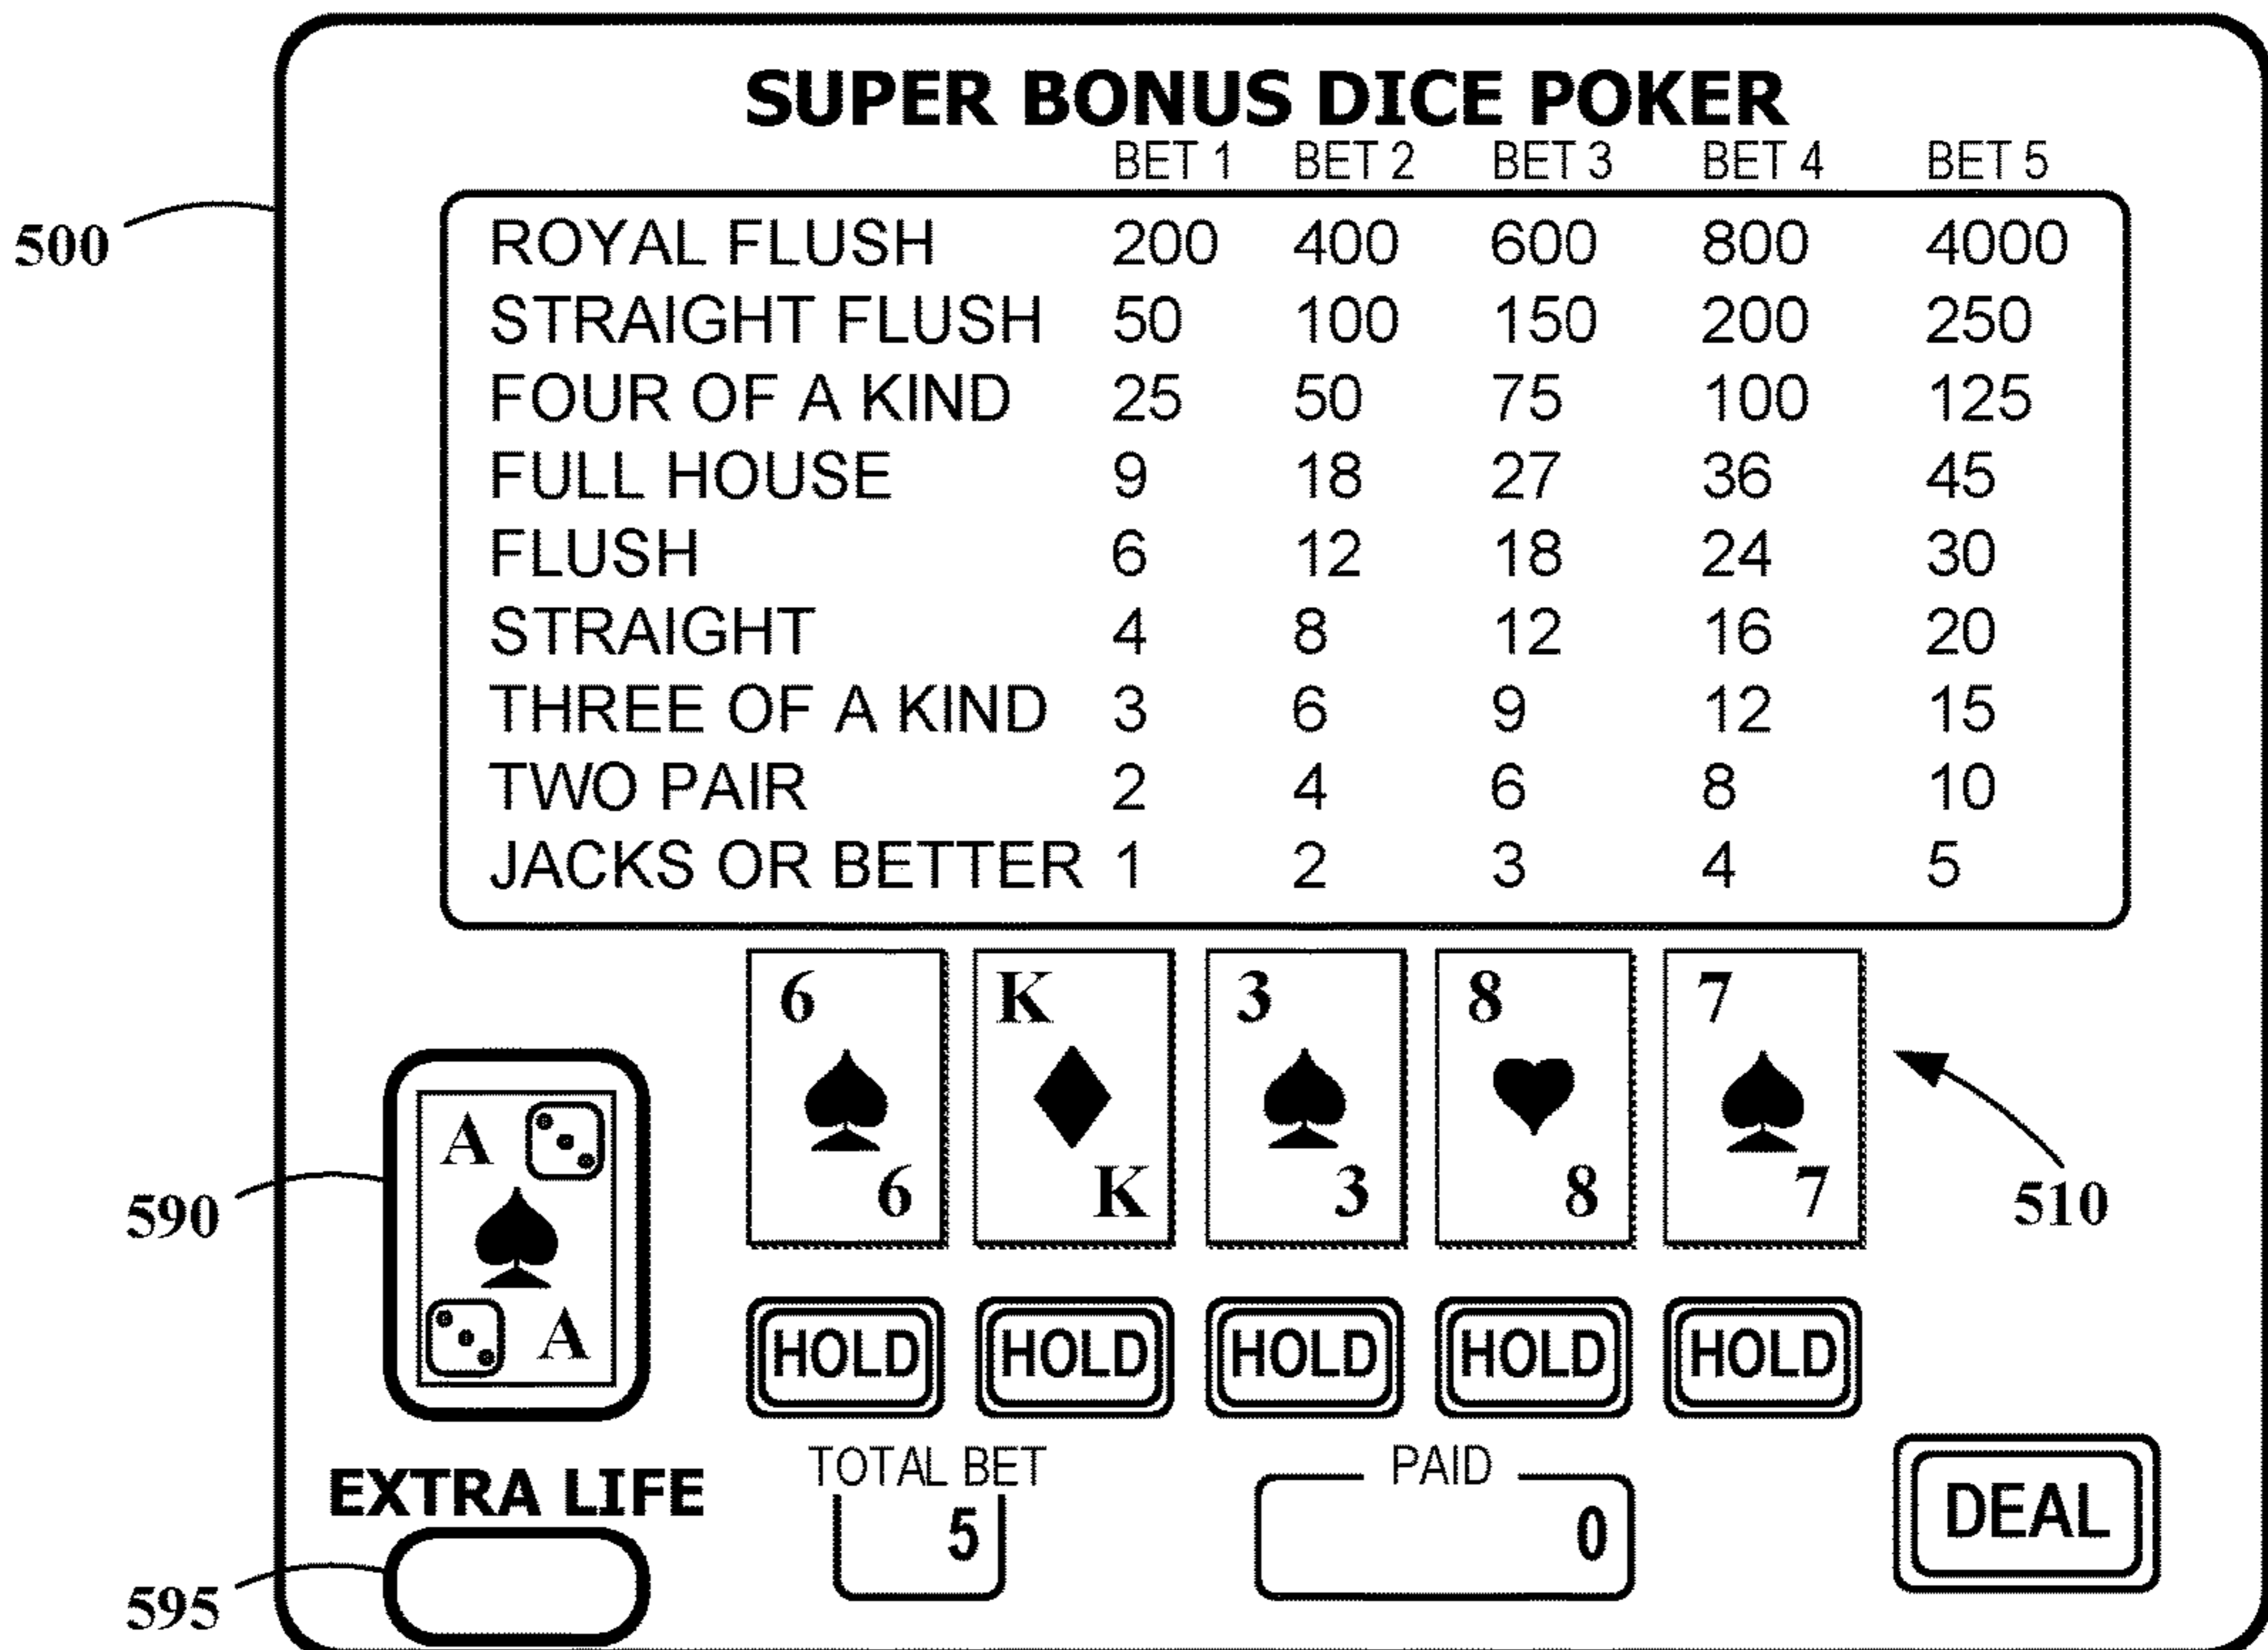 SUPER BONUS DICE POKER
BET 1 BET 2 BET 3 BET 4 BET 5
500
ROYAL FLUSH 200 400 600 800 4000
STRAIGHT FLUSH 50 100 150 200 250
FOUR OF A KIND 25 50 75 100 125
FULL HOUSE 9 18 27 36 45
FLUSH 6 12 18 24 30
STRAIGHT 4 8 12 16 20
THREE OF A KIND 3 6 9 12 15
TWO PAIR 2 4 6 8 10
JACKS OR BETTER 1 2 3 4 5
6 K 3 8 7
A
6 K 3 8 7
590
510
A
HOLD HOLD HOLD HOLD HOLD
EXTRA LIFE
TOTAL BET
5
PAID
0
DEAL
595